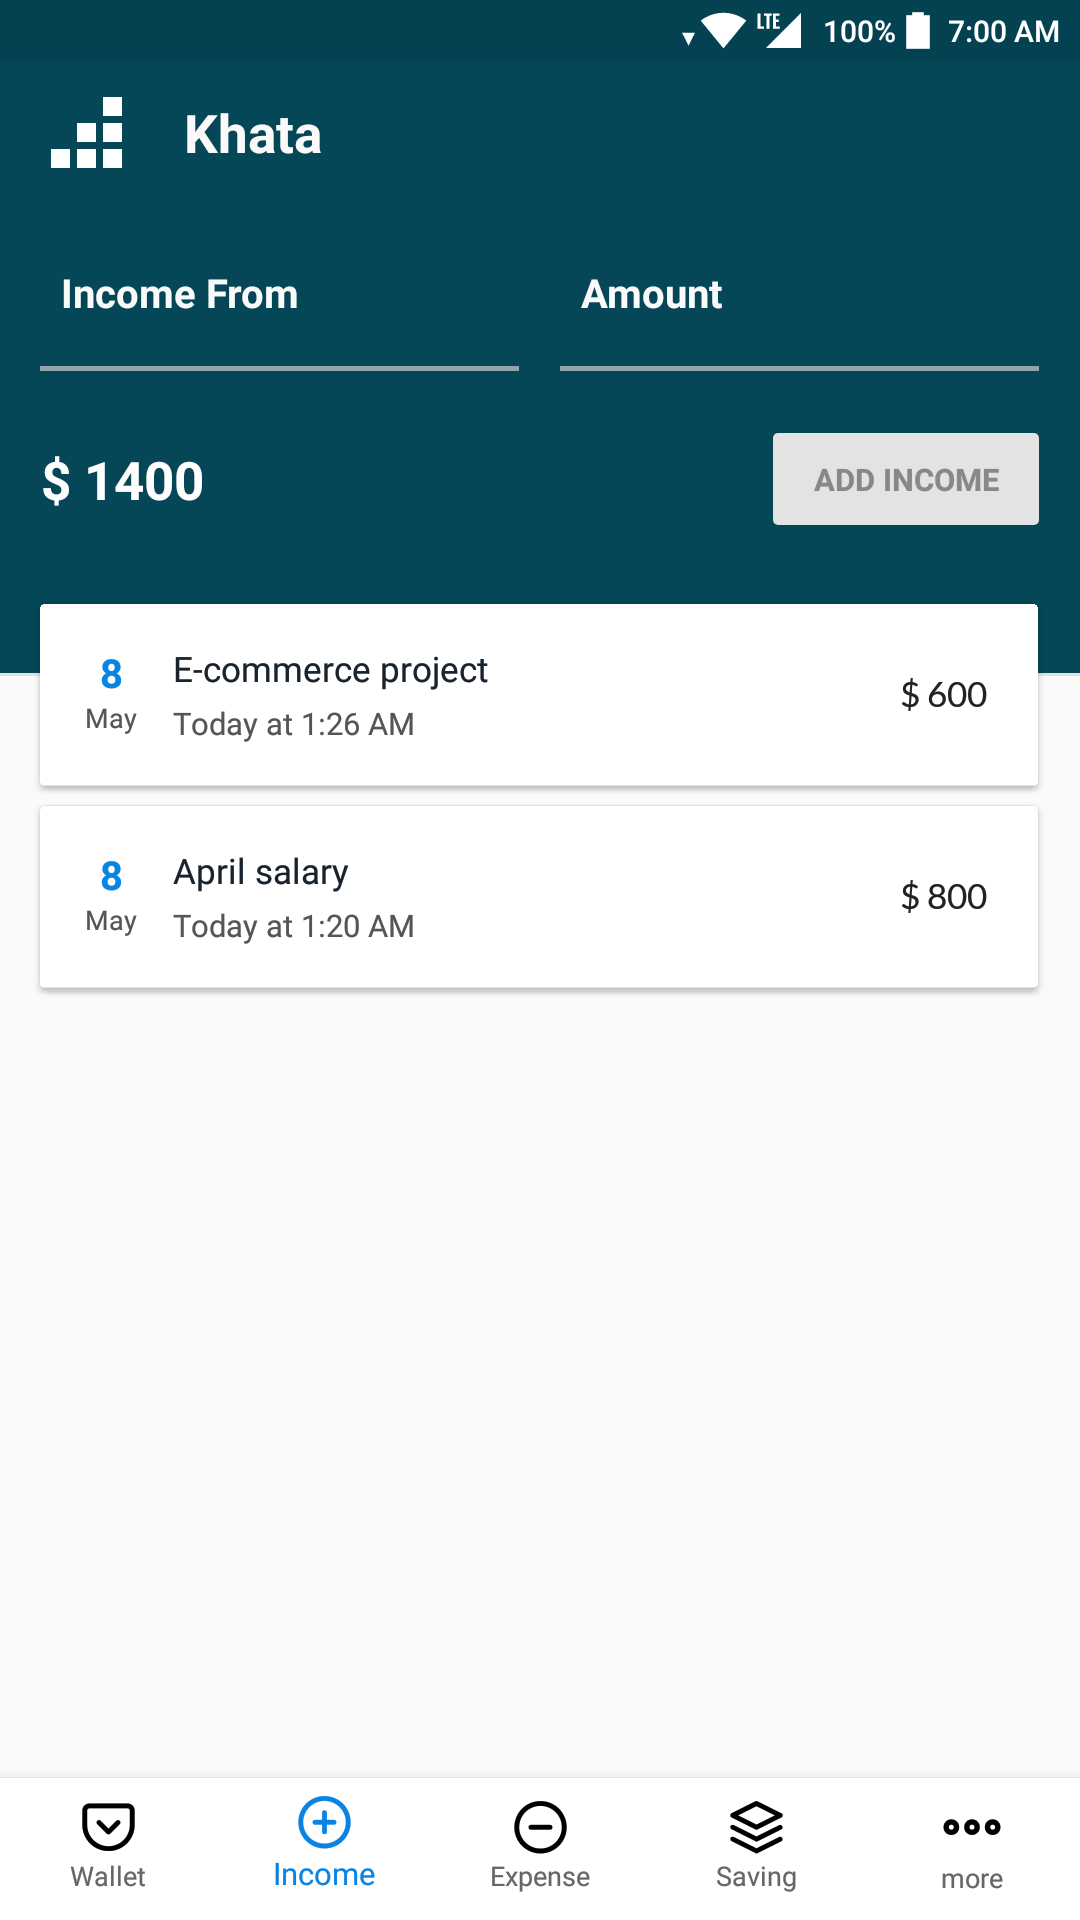 LTE 100% 7:00 AM
Khata
Income From Amount
$ 1400 ADD INCOME
8 E-commerce project
May Today at 1:26 AM
$ 600
8 April salary
May Today at 1:20 AM
$ 800
Wallet Income Expense Saving more